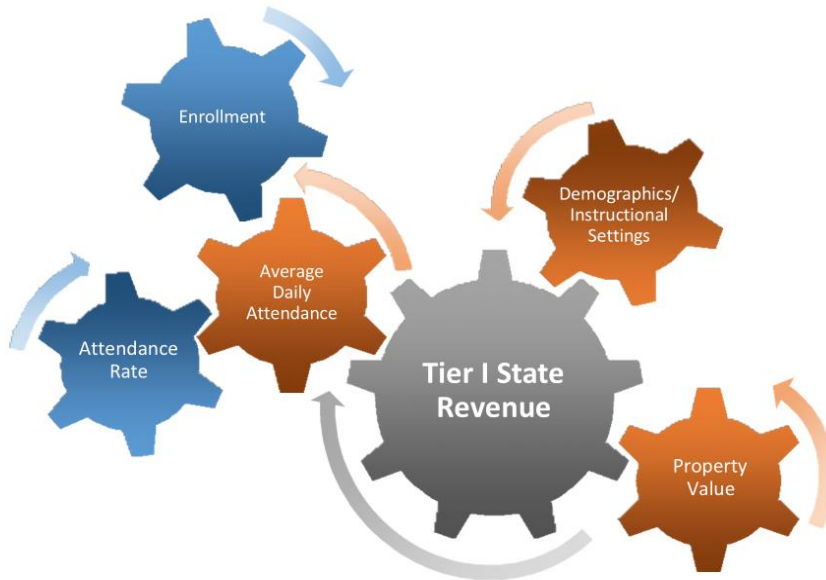 Enrollment
Demographics/
Instructional
Settings
Average
Daily
Attendance
Attendance
Rate
Tier I State
Revenue
Property
Value